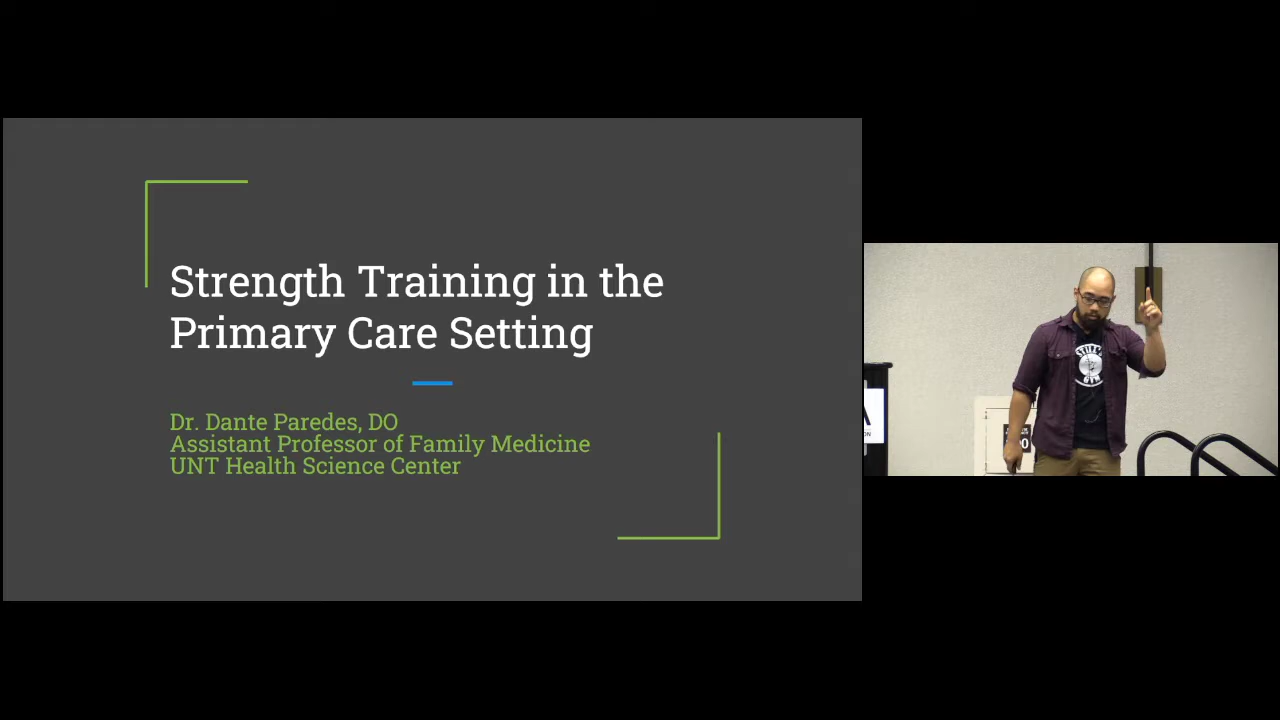 Strength Training in the
Primary Care Setting
Dr. Dante Paredes, DO
Assistant Professor of Family Medicine
UNT Health Science Center
GYM